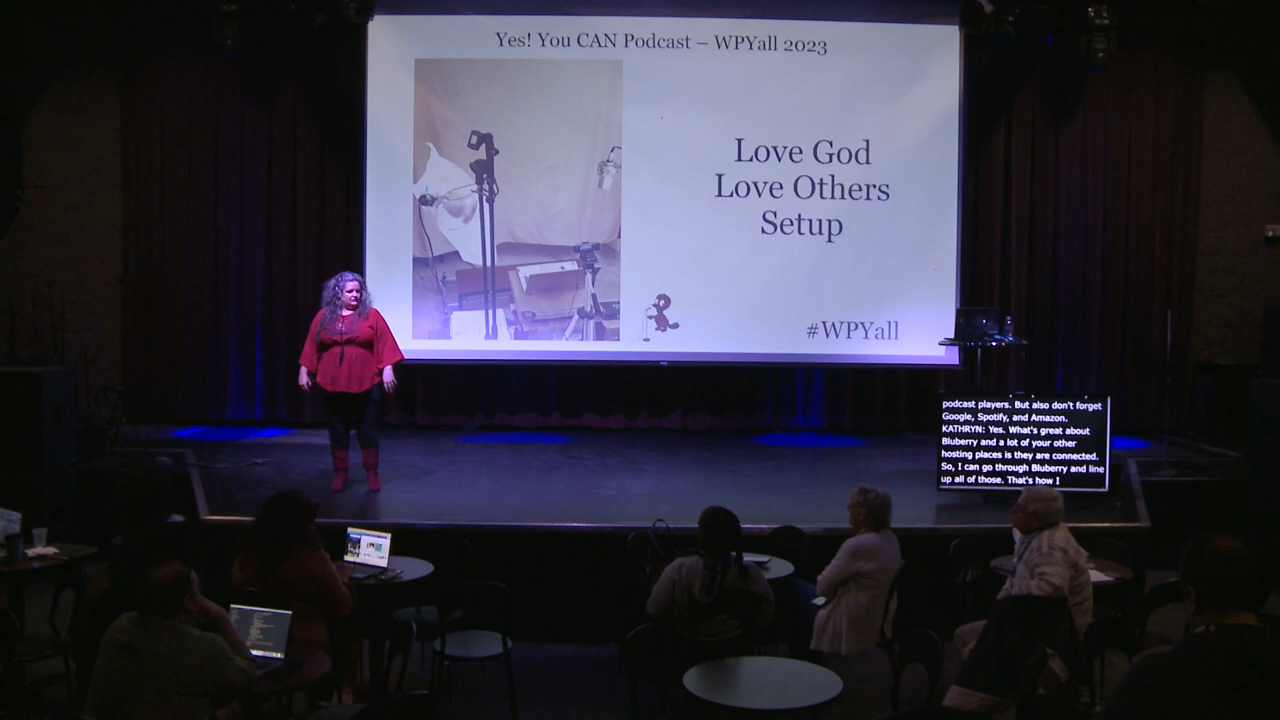 Yes! You CAN Podcast – WPYall 2023
Love God
Love Others
Setup
#WPYall
podcast players. But also don't forget
Google, Spotify, and Amazon.
KATHRYN: Yes. What's great about
Bluberry and a lot of your other
hosting places is they are connected.
So, I can go through Bluberry and line
up all of those. That's how I